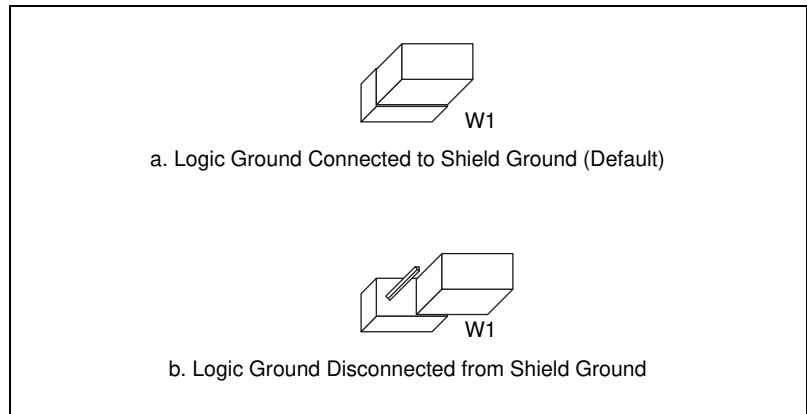 W1
a. Logic Ground Connected to Shield Ground (Default)
W1
b. Logic Ground Disconnected from Shield Ground